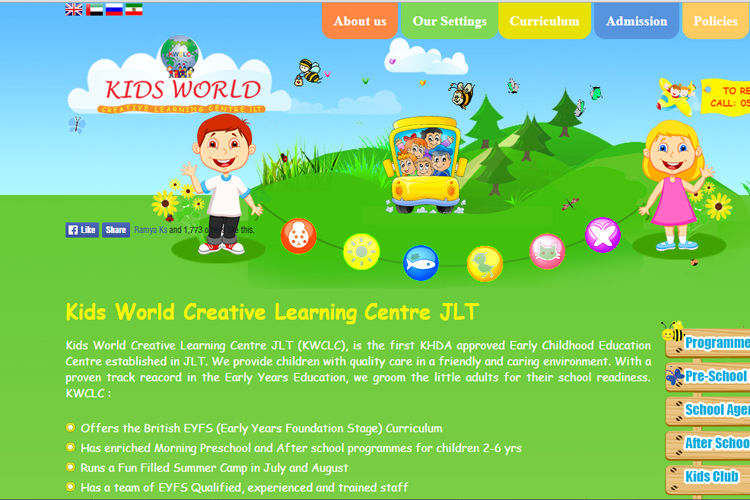 About us
Our Settings
Curriculum
Admission
Policies
KWCLC
KIDS WORLD
CREATIVE LEARNING CENTRE JLT
TO RE
CALL: 05
Like
Share
Ramya Ks and 1,773 like this.
Kids World Creative Learning Centre JLT
Kids World Creative Learning Centre JLT (KWCLC), is the first KHDA approved Early Childhood Education
Centre established in JLT. We provide children with quality care in a friendly and caring environment. With a
proven track reacord in the Early Years Education, we groom the little adults for their school readiness.
KWCLC :
Offers the British EYFS (Early Years Foundation Stage) Curriculum
Has enriched Morning Preschool and After school programmes for children 2-6 yrs
Runs a Fun Filled Summer Camp in July and August
Has a team of EYFS Qualified, experienced and trained staff
Programme
Pre-School
School Age
After Schoo
Kids Club